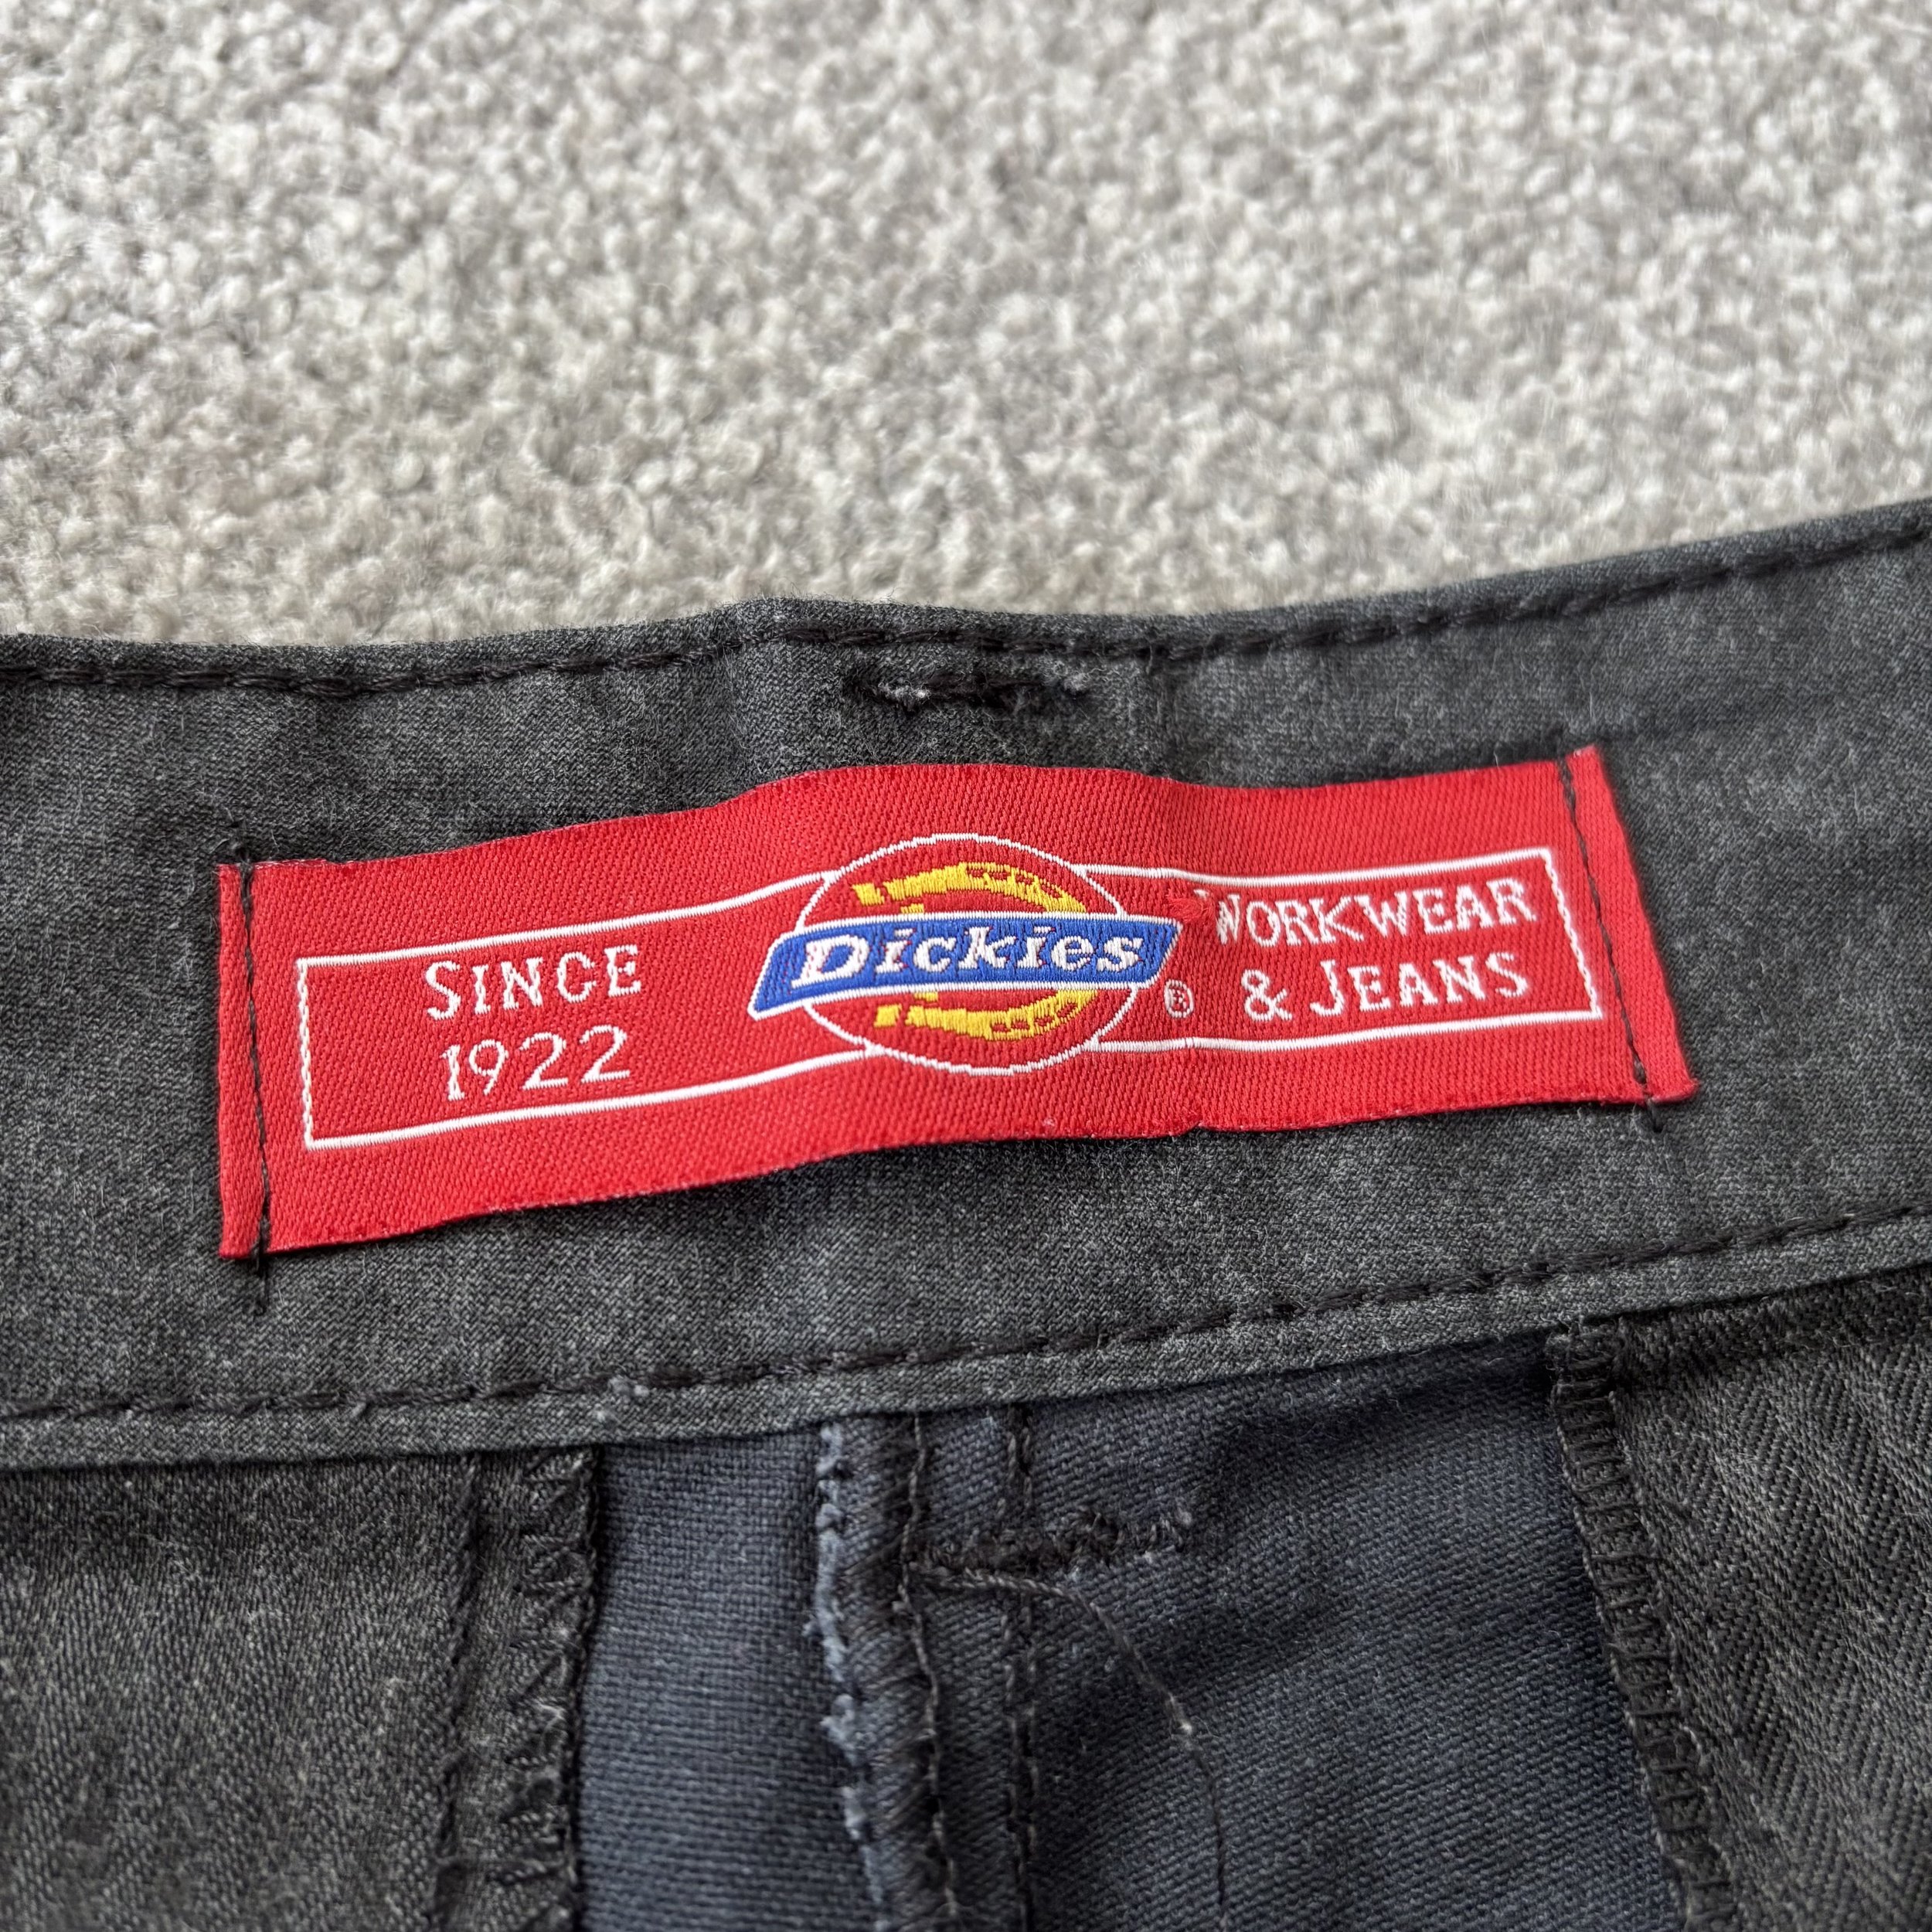 SINCE
1922
Dickies
®
WORKWEAR
& JEANS